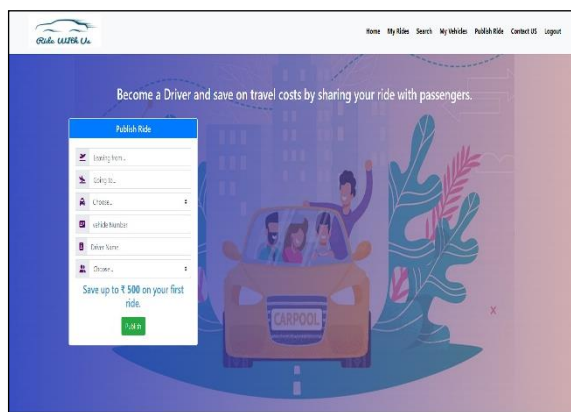 Ride With Us
Home My Rides Search My Vehicles Publish Ride Contact US Logout
Become a Driver and save on travel costs by sharing your ride with passengers.
Publish Ride
Leaving from...
Going to...
Choose...
Vehicle Number
Driver Name
Choose...
Save up to ₹ 500 on your first
ride.
Publish
CARPOOL
X